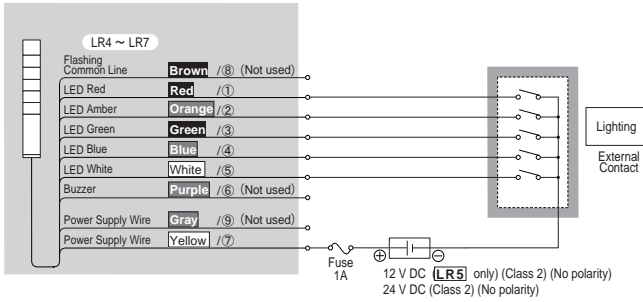 LR4 ～ LR7
Flashing
Common Line Brown /⑧ (Not used)
LED Red Red /①
LED Amber Orange /②
LED Green Green /③
LED Blue Blue /④
LED White White /⑤
Buzzer Purple /⑥ (Not used)
Power Supply Wire Gray /⑨ (Not used)
Power Supply Wire Yellow /⑦
Lighting
External
Contact
Fuse
1A
⊕ ⊖
12 V DC (LR5 only) (Class 2) (No polarity)
24 V DC (Class 2) (No polarity)